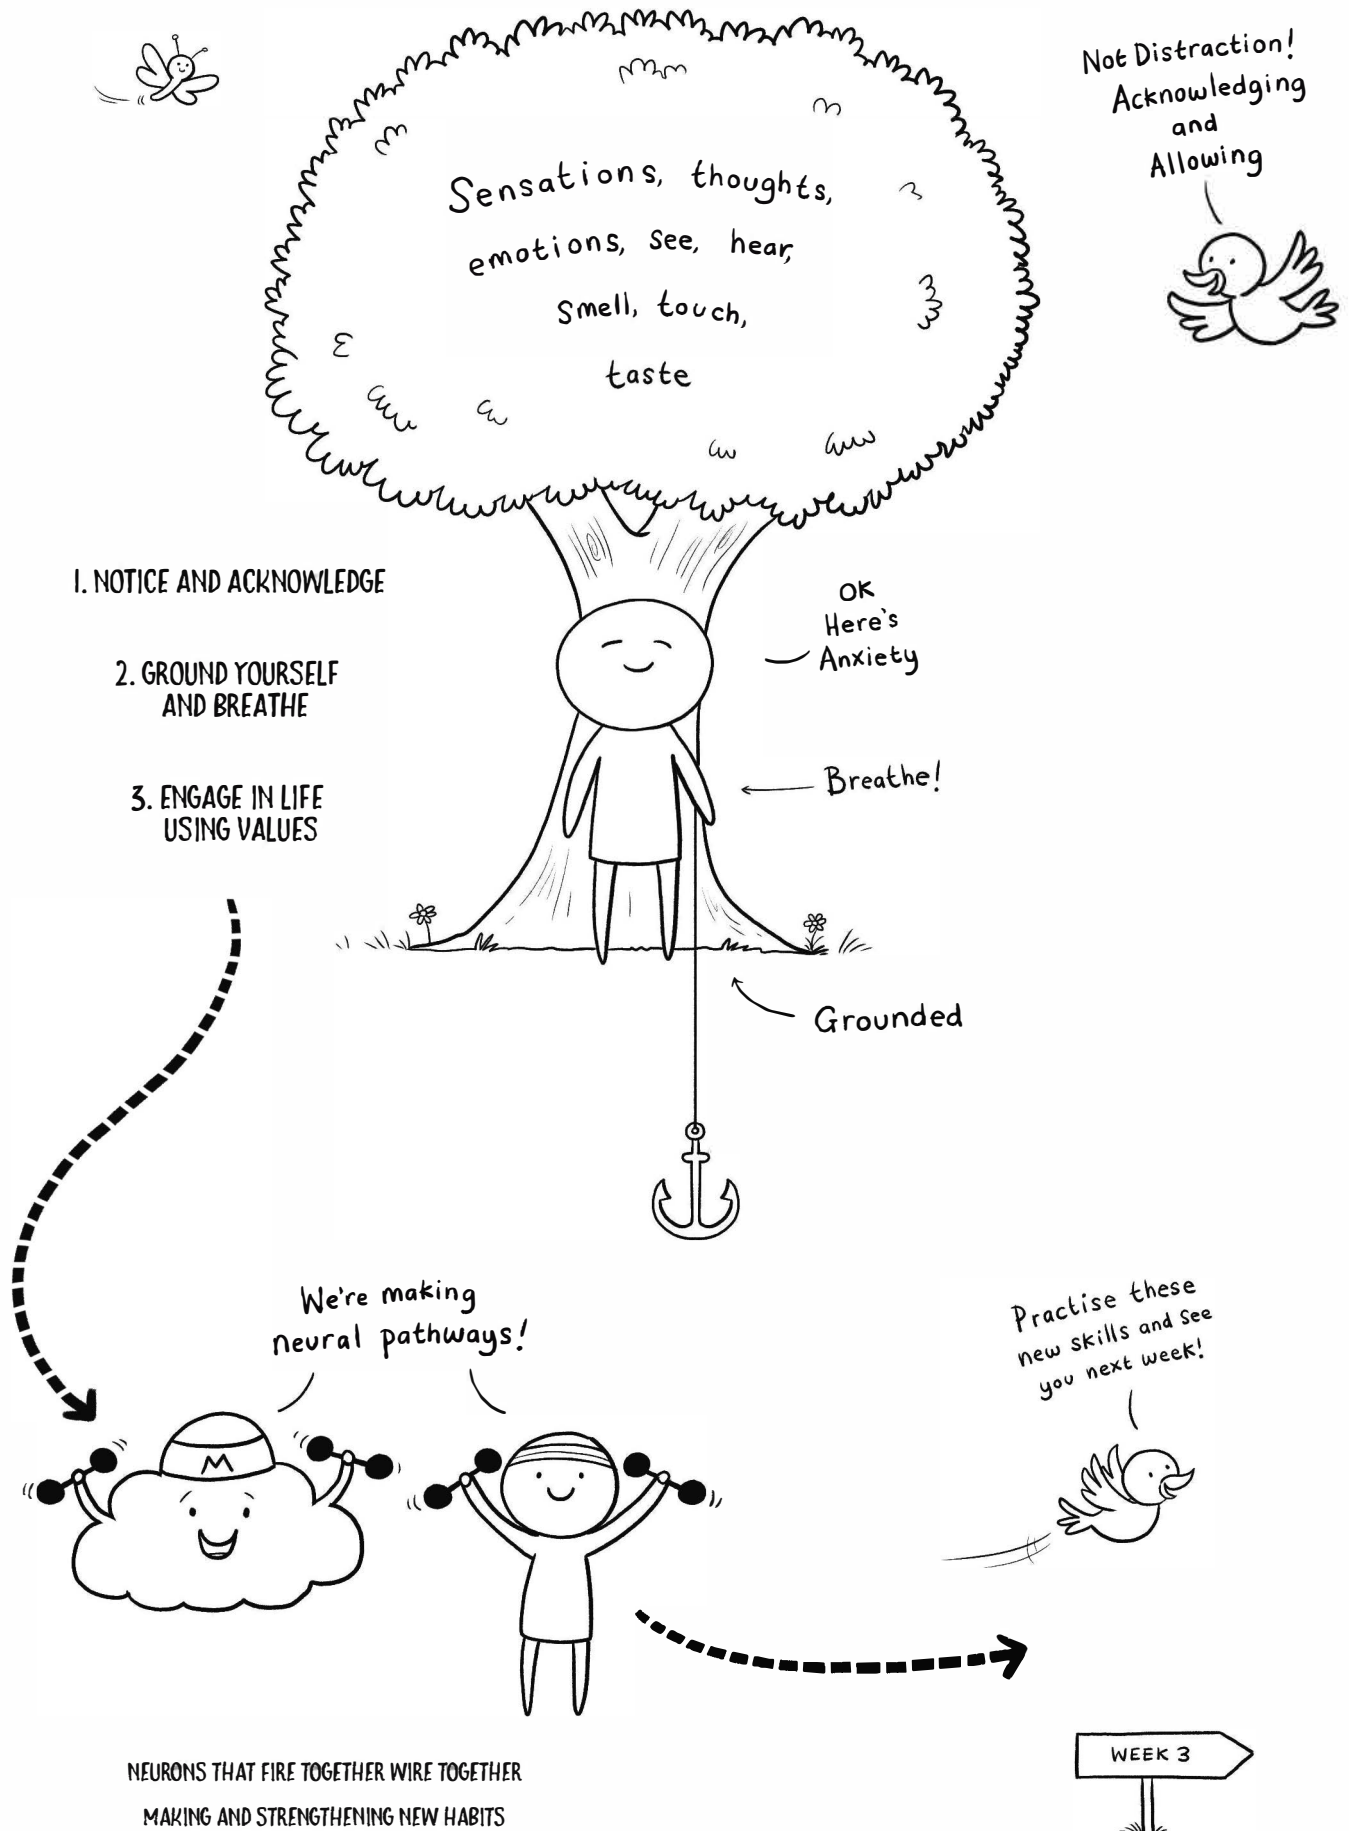 Not Distraction!
Acknowledging
and
Allowing
Sensations, thoughts,
emotions, see, hear,
smell, touch,
taste
1. NOTICE AND ACKNOWLEDGE
2. GROUND YOURSELF
AND BREATHE
3. ENGAGE IN LIFE
USING VALUES
OK
Here's
Anxiety
Breathe!
Grounded
We're making
neural pathways!
M
Practise these
new skills and see
you next week!
NEURONS THAT FIRE TOGETHER WIRE TOGETHER
MAKING AND STRENGTHENING NEW HABITS
WEEK 3